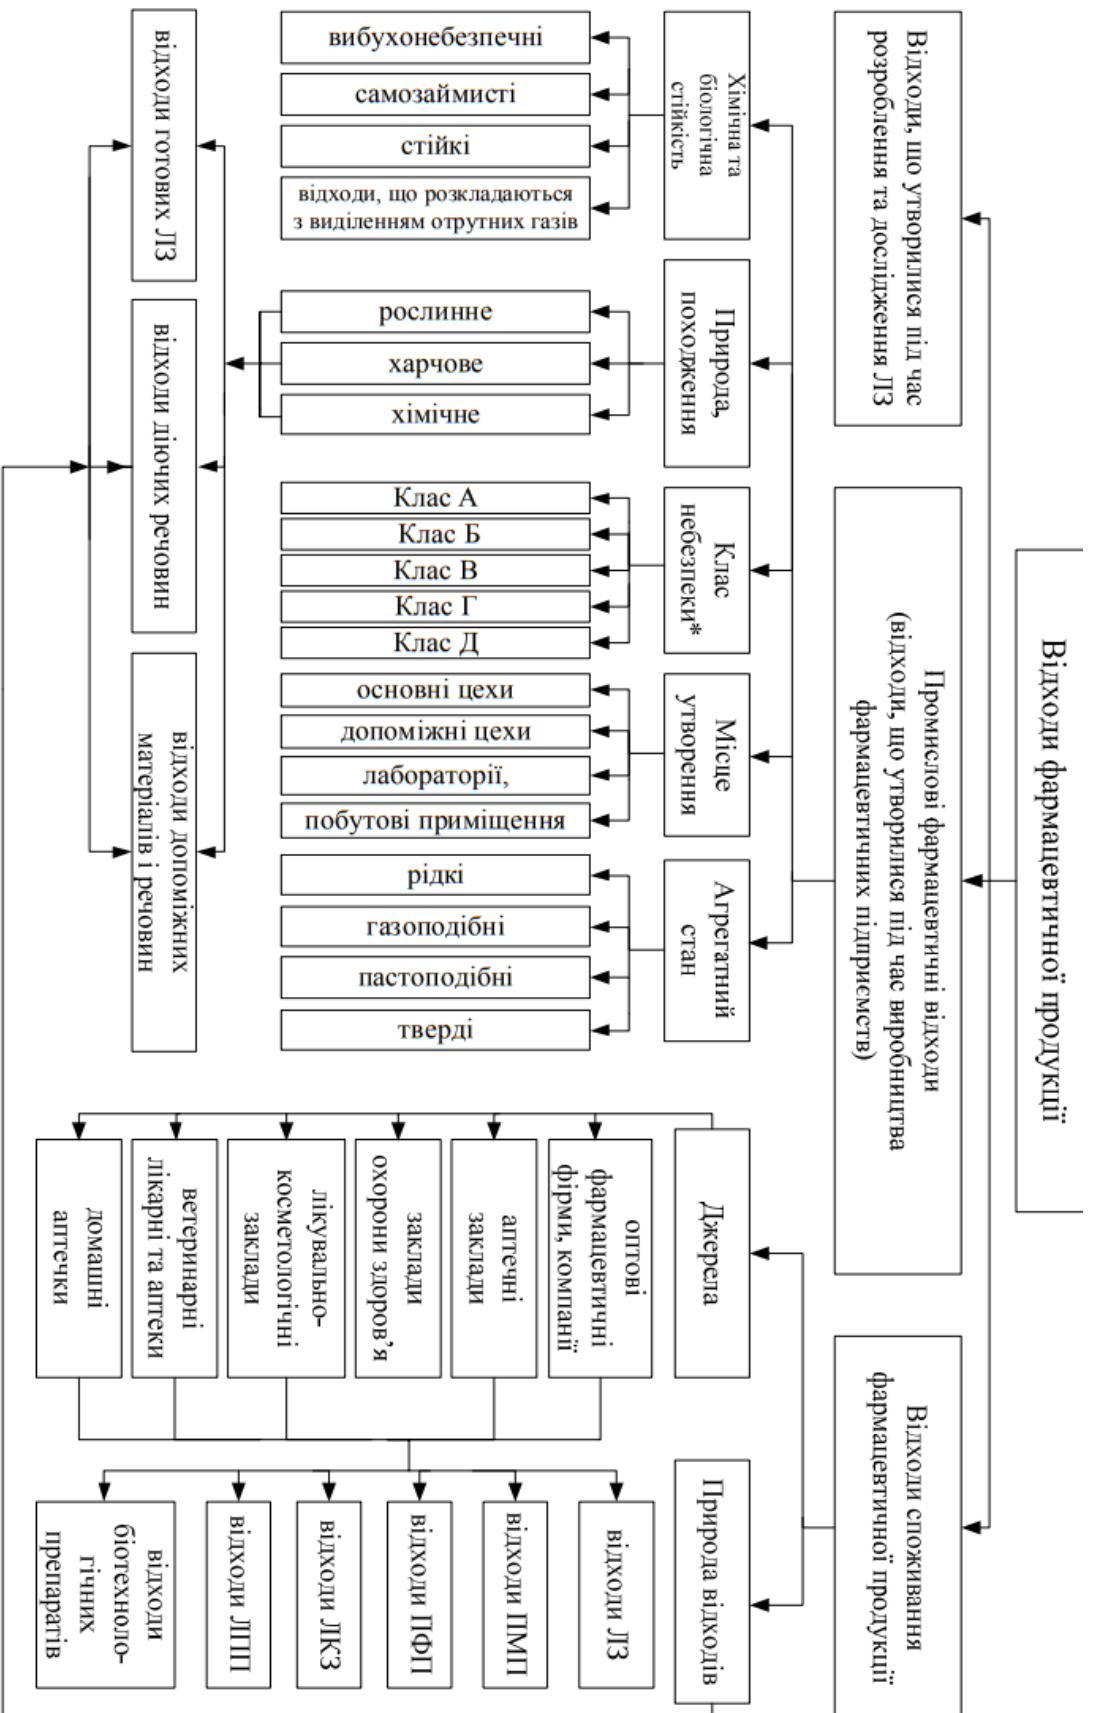 Відходи фармацевтичної продукції
Відходи, що утворилися під час
розроблення та дослідження ЛЗ
Промислові фармацевтичні відходи
(відходи, що утворилися під час виробництва
фармацевтичних підприємств)
Відходи споживання
фармацевтичної продукції
Хімічна та
біологічна
стійкість
вибухонебезпечні
самозаймисті
стійкі
відходи, що розкладаються
з виділенням отрутних газів
Природа,
походження
рослинне
харчове
хімічне
Клас
небезпеки*
Клас А
Клас Б
Клас В
Клас Г
Клас Д
Місце
утворення
основні цехи
допоміжні цехи
лабораторії,
побутові приміщення
Агрегатний
стан
рідкі
газоподібні
пастоподібні
тверді
відходи готових ЛЗ
відходи діючих речовин
відходи допоміжних
матеріалів і речовин
Джерела
оптові
фармацевтичні
фірми, компанії
аптечні
заклади
заклади
охорони здоров’я
лікувально-
косметологічні
заклади
ветеринарні
лікарні та аптеки
домашні
аптечки
Природа відходів
відходи ЛЗ
відходи ПМП
відходи ПФП
відходи ЛКЗ
відходи ЛПП
відходи
біотехноло-
гічних
препаратів